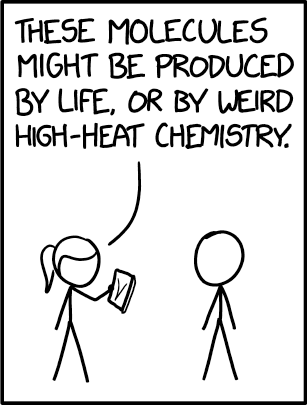 THESE MOLECULES
MIGHT BE PRODUCED
BY LIFE, OR BY WEIRD
HIGH-HEAT CHEMISTRY.